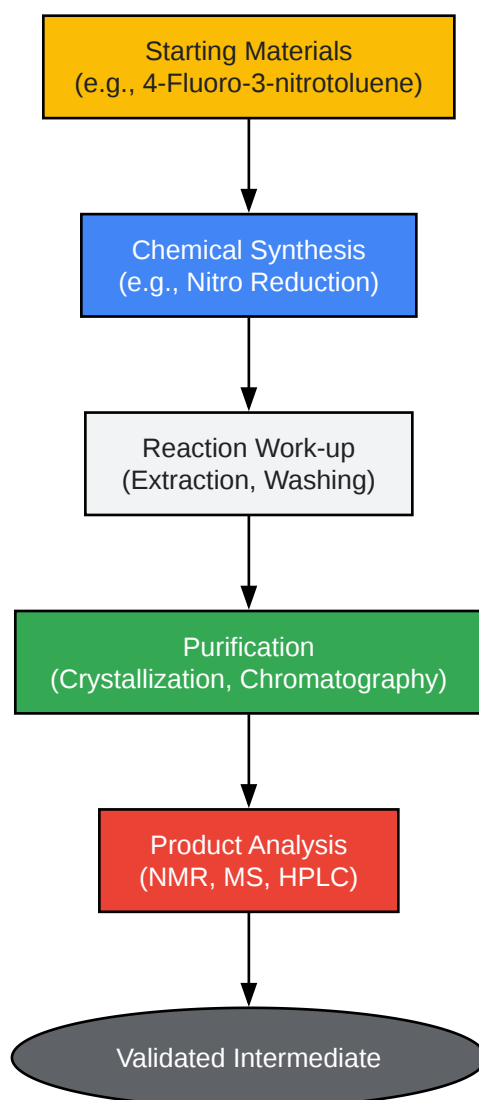 Starting Materials
(e.g., 4-Fluoro-3-nitrotoluene)
Chemical Synthesis
(e.g., Nitro Reduction)
Reaction Work-up
(Extraction, Washing)
Purification
(Crystallization, Chromatography)
Product Analysis
(NMR, MS, HPLC)
Validated Intermediate